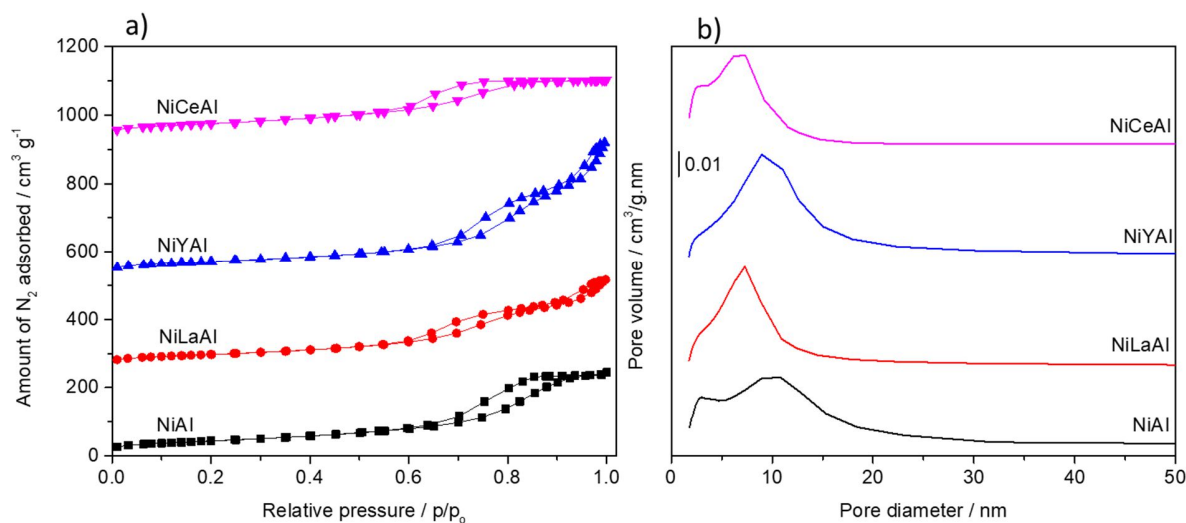 a)
1200
1000
800
600
400
200
0
Amount of N₂ adsorbed / cm³ g⁻¹
NiCeAl
NiYAl
NiLaAl
NiAl
0.0 0.2 0.4 0.6 0.8 1.0
Relative pressure / p/p₀
b)
Pore volume / cm³/g.nm
0.01
NiCeAl
NiYAl
NiLaAl
NiAl
0 10 20 30 40 50
Pore diameter / nm